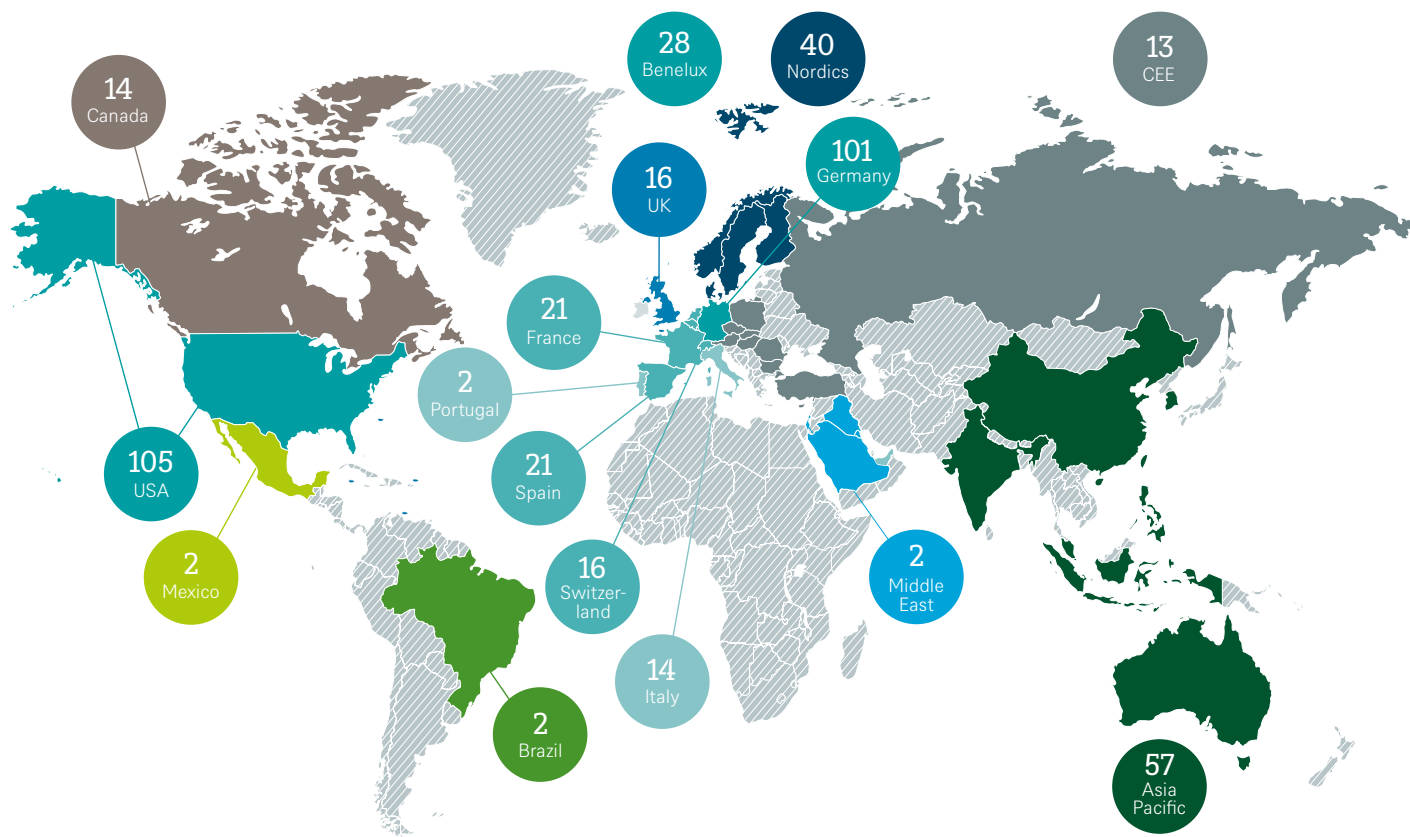 28
Benelux
40
Nordics
13
CEE
14
Canada
101
Germany
16
UK
21
France
2
Portugal
105
USA
21
Spain
2
Mexico
16
Switzer-
land
2
Middle
East
14
Italy
2
Brazil
57
Asia
Pacific